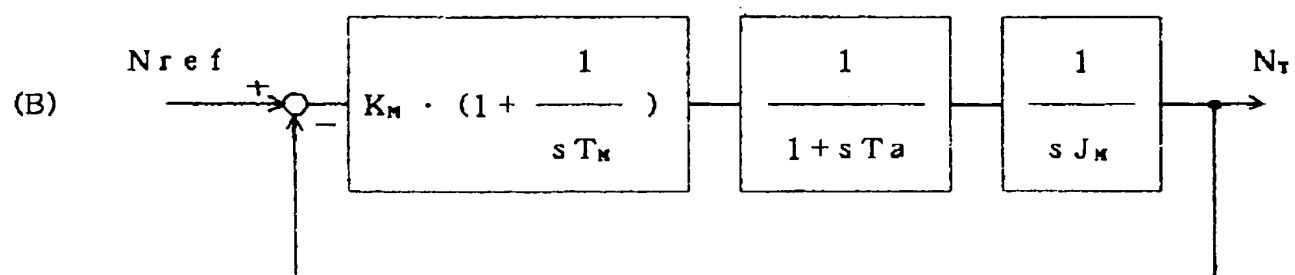 (B)
Nref
+
−
K_M · (1 + 1 / sT_M)
1 / 1 + sTa
1 / sJ_M
N_T